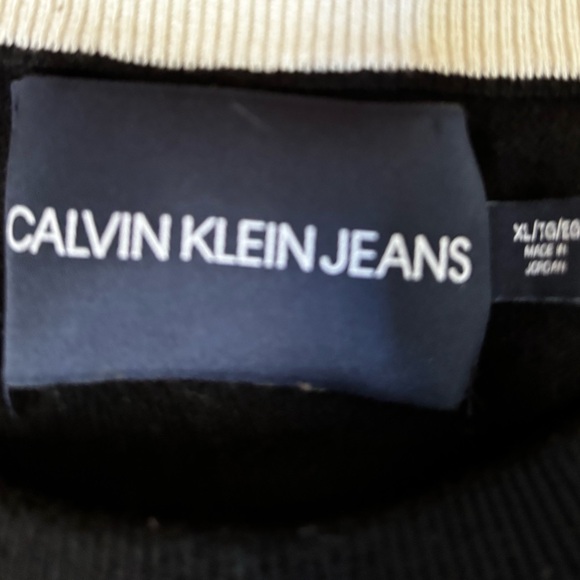 CALVIN KLEIN JEANS
XL/TG/EG
MADE IN
JORDAN